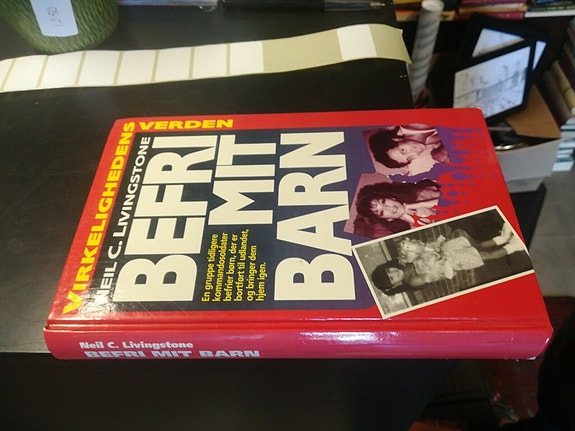 VIRKELIGHEDENS VERDEN
NEIL C. LIVINGSTONE
BEFRI
MIT
BARN
En gruppe tidligere
kommandosoldater
befrier børn, der er
bortført til udlandet,
og bringer dem
hjem igen.
Neil C. Livingstone
BEFRI MIT BARN